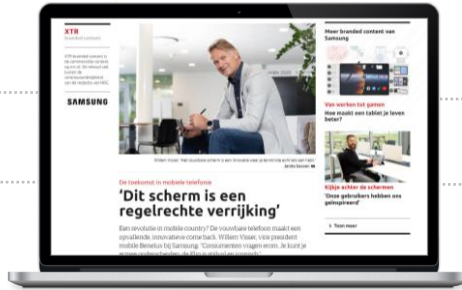 XTR
branded content
SAMSUNG
Willem Visser
De toekomst in mobiele telefonie
‘Dit scherm is een
regelrechte verrijking’
Een revolutie in mobile country? De vouwbare telefoon maakt een
opvallende, innovatieve comeback. Willem Visser, vice president
mobile Benelux bij Samsung: ‘Consumenten vragen erom. Je kunt je
Meer branded content van
Samsung
Van werken tot gamen
Hoe maakt een tablet je leven
beter?
Kijkje achter de schermen
‘Onze gebruikers hebben ons
geïnspireerd’
Toon meer